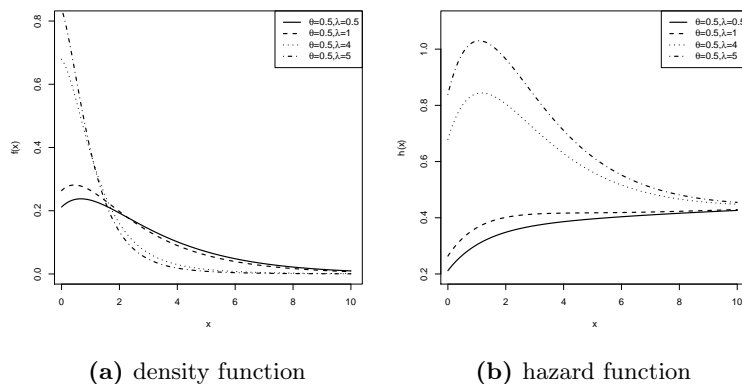 θ=0.5,λ=0.5
θ=0.5,λ=1
θ=0.5,λ=4
θ=0.5,λ=5
f(x)
0.0
0.2
0.4
0.6
0.8
0 2 4 6 8 10
x
(a) density function
θ=0.5,λ=0.5
θ=0.5,λ=1
θ=0.5,λ=4
θ=0.5,λ=5
h(x)
0.2
0.4
0.6
0.8
1.0
0 2 4 6 8 10
x
(b) hazard function